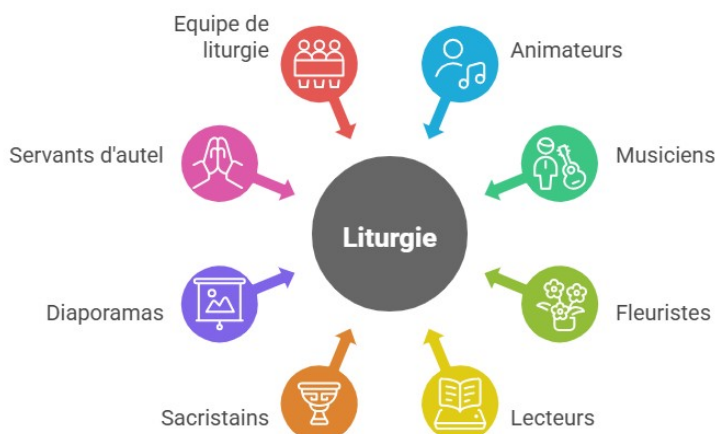 Equipe de
liturgie
Animateurs
Servants d'autel
Musiciens
Liturgie
Diaporamas
Fleuristes
Sacristains
Lecteurs